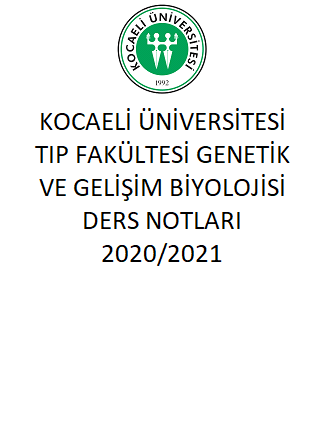 KOCAELİ ÜNİVERSİTESİ
1992
KOCAELİ ÜNİVERSİTESİ
TIP FAKÜLTESİ GENETİK
VE GELİŞİM BİYOLOJİSİ
DERS NOTLARI
2020/2021